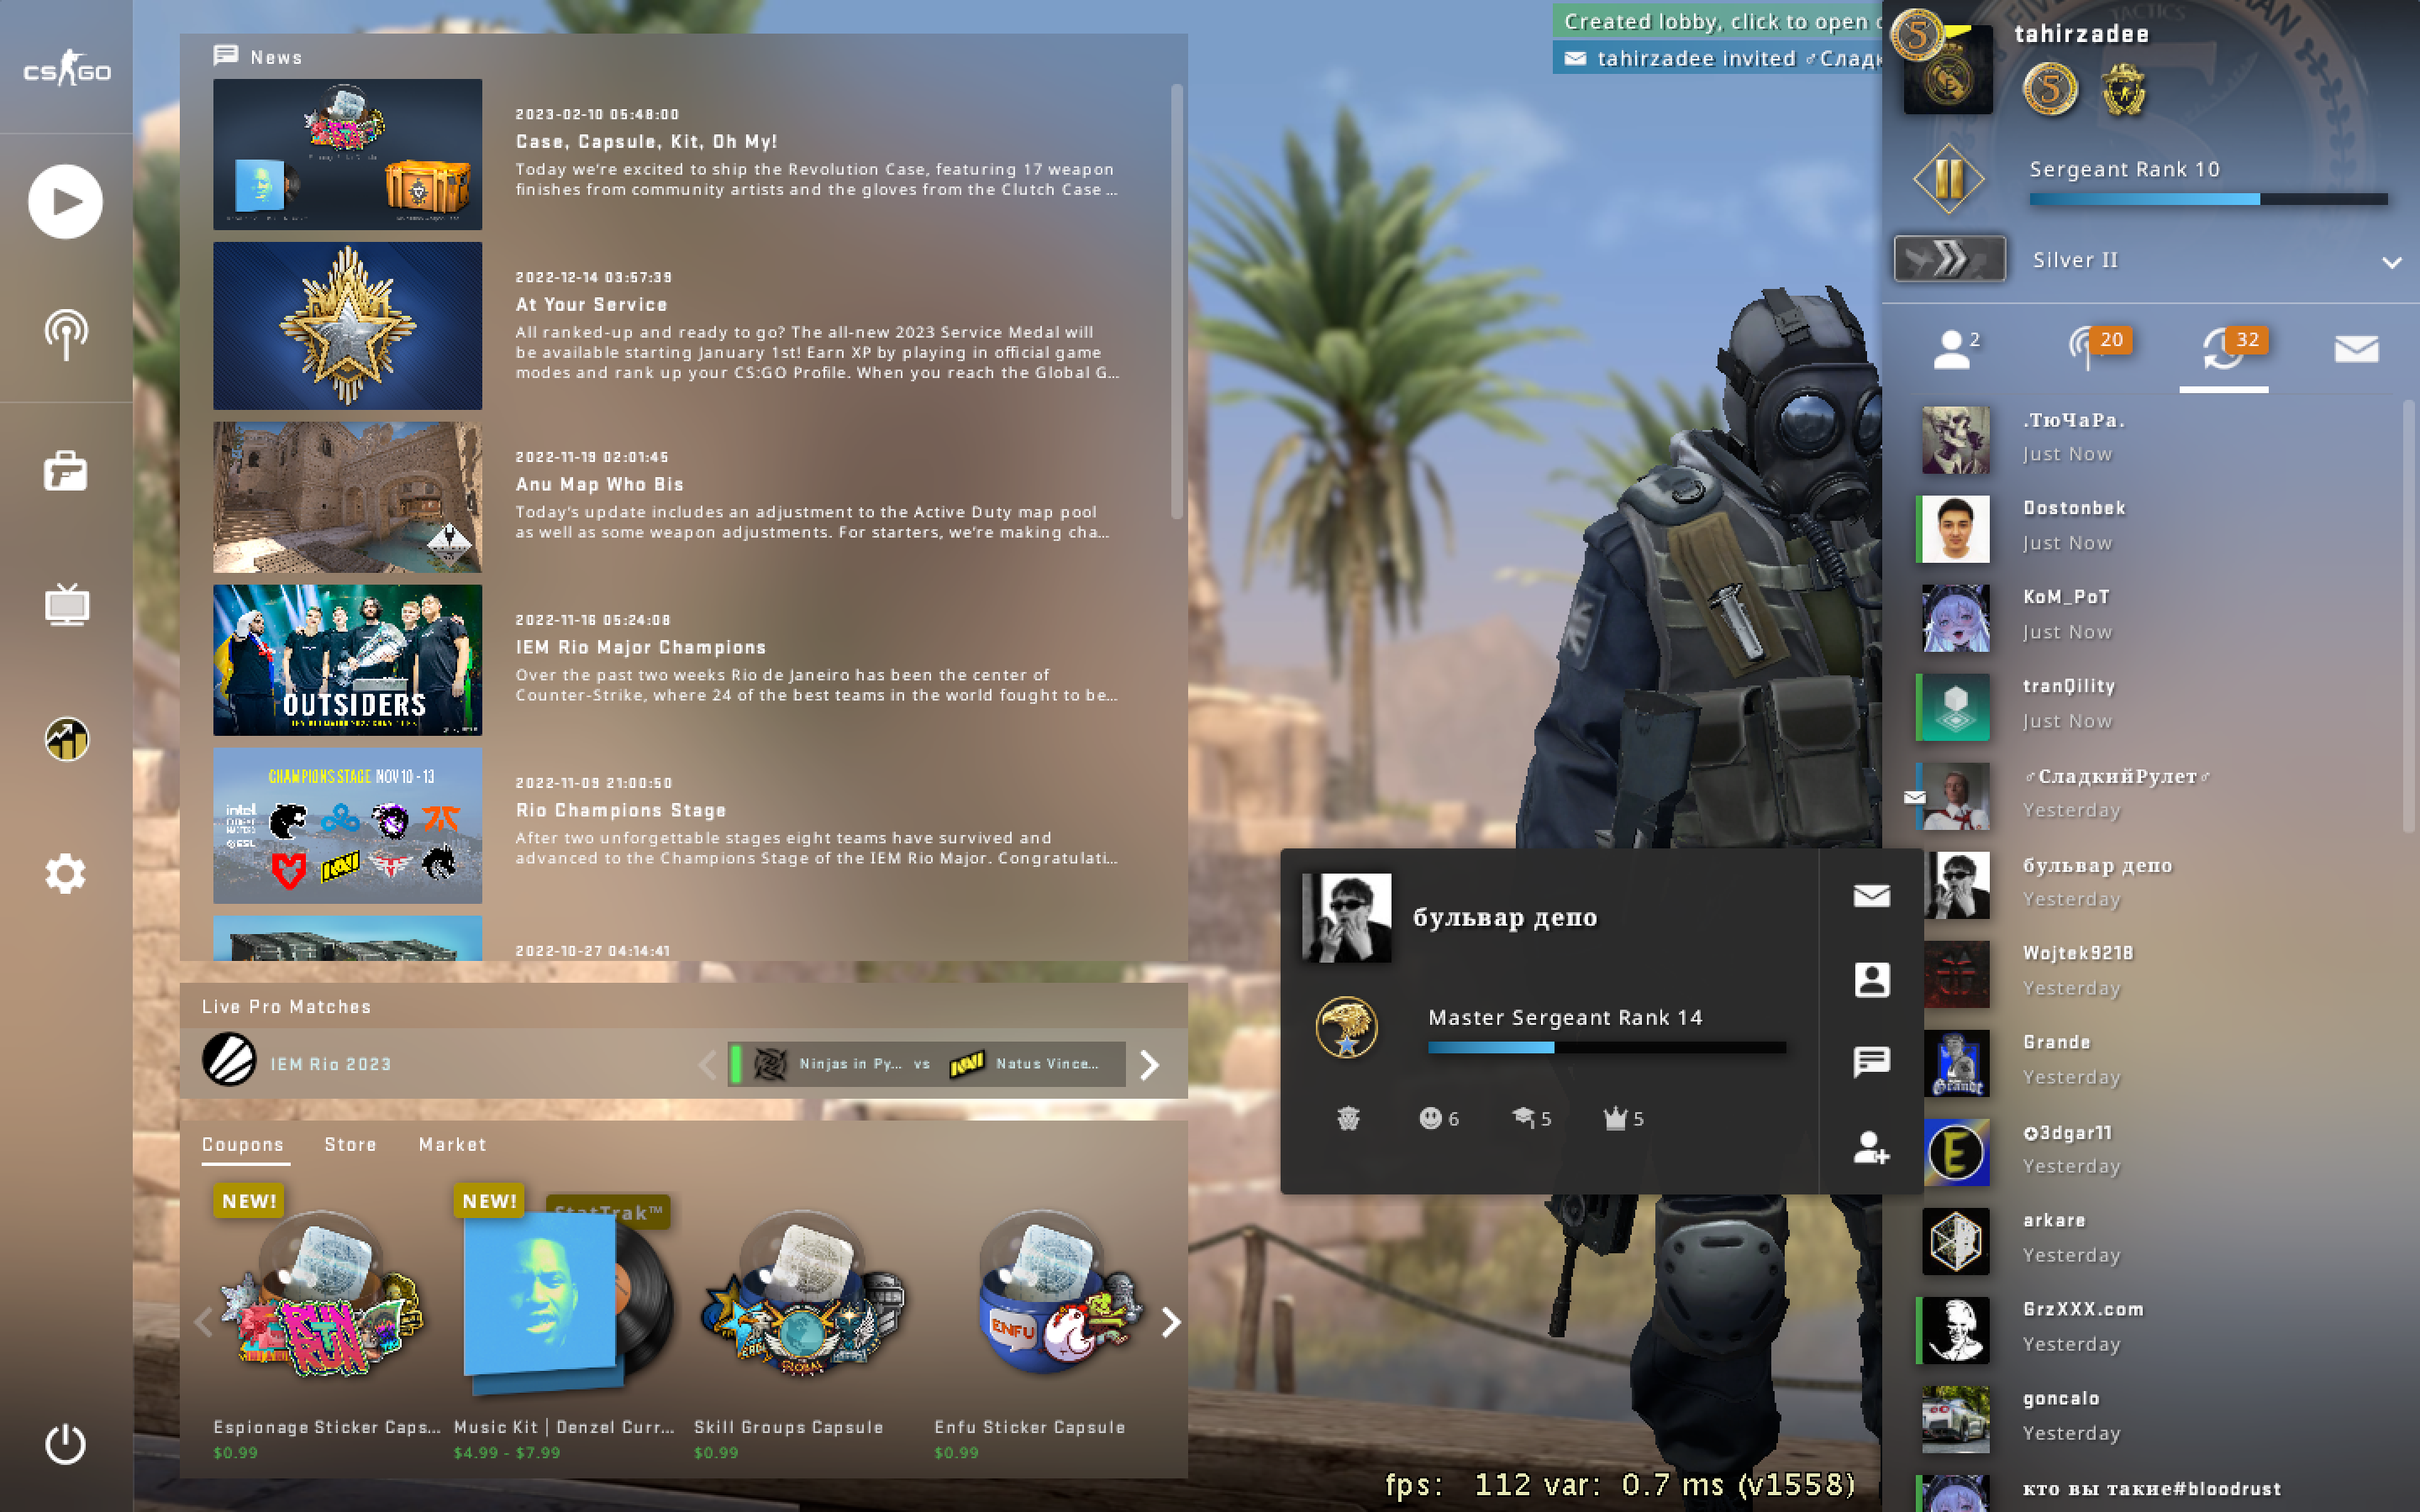 CS GO
News
2023-02-10 05:48:00
Case, Capsule, Kit, Oh My!
Today we're excited to ship the Revolution Case, featuring 17 weapon
finishes from community artists and the gloves from the Clutch Case ...
2022-12-14 03:57:39
At Your Service
All ranked-up and ready to go? The all-new 2023 Service Medal will
be available starting January 1st! Earn XP by playing in official game
modes and rank up your CS:GO Profile. When you reach the Global G...
2022-11-19 02:01:45
Anu Map Who Bis
Today's update includes an adjustment to the Active Duty map pool
as well as some weapon adjustments. For starters, we're making cha...
OUTSIDERS
2022-11-16 05:24:08
IEM Rio Major Champions
Over the past two weeks Rio de Janeiro has been the center of
Counter-Strike, where 24 of the best teams in the world fought to be...
CHAMPIONS STAGE NOV 10 - 13
intel
ESL
2022-11-09 21:00:50
Rio Champions Stage
After two unforgettable stages eight teams have survived and
advanced to the Champions Stage of the IEM Rio Major. Congratulati...
2022-10-27 04:14:41
Live Pro Matches
IEM Rio 2023
Ninjas in Py... vs Natus Vince...
Coupons Store Market
NEW!
NEW!
StatTrak™
RUN
T
RUN
GLOBAL
ENFU
Espionage Sticker Caps...
$0.99
Music Kit | Denzel Curr...
$4.99 - $7.99
Skill Groups Capsule
$0.99
Enfu Sticker Capsule
$0.99
Created lobby, click to open
tahirzadee invited ♂Слад
TACTICS
5
tahirzadee
5
Sergeant Rank 10
Silver II
2
20
32
.ТюЧаРа.
Just Now
Dostonbek
Just Now
KoM_PoT
Just Now
tranQility
Just Now
♂СладкийРулет♂
Yesterday
бульвар депо
Yesterday
Wojtek9218
Yesterday
Grande
Grande
Yesterday
E
✪3dgar11
Yesterday
arkare
Yesterday
GrzXXX.com
Yesterday
goncalo
Yesterday
кто вы такие#bloodrust
бульвар депо
Master Sergeant Rank 14
6 5 5
fps: 112 var: 0.7 ms (v1558)